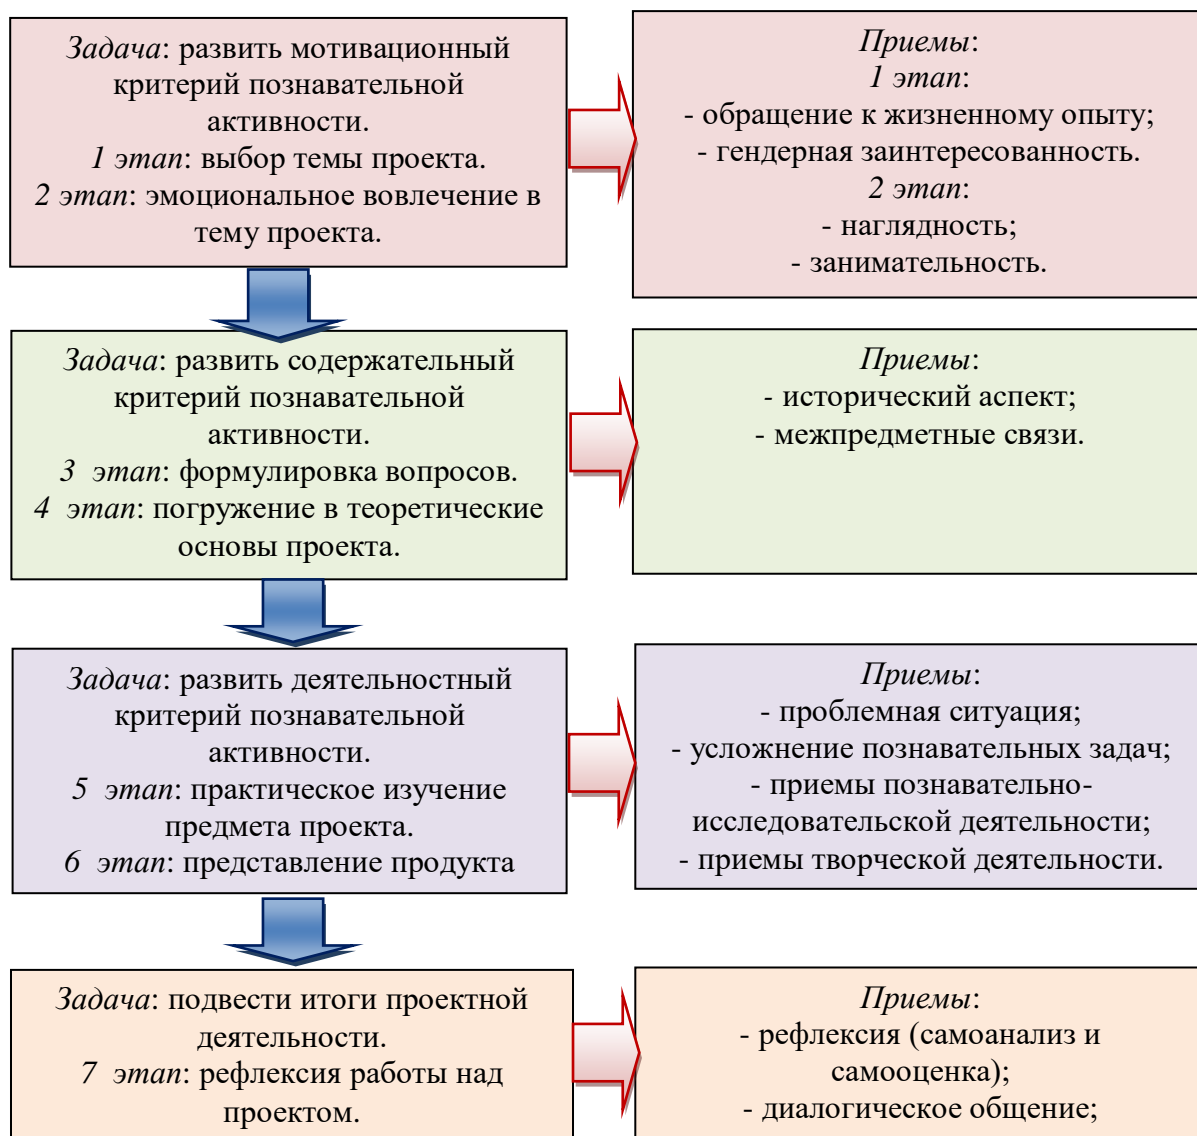 Задача: развить мотивационный
критерий познавательной
активности.
1 этап: выбор темы проекта.
2 этап: эмоциональное вовлечение в
тему проекта.
Приемы:
1 этап:
- обращение к жизненному опыту;
- гендерная заинтересованность.
2 этап:
- наглядность;
- занимательность.
Задача: развить содержательный
критерий познавательной
активности.
3 этап: формулировка вопросов.
4 этап: погружение в теоретические
основы проекта.
Приемы:
- исторический аспект;
- межпредметные связи.
Задача: развить деятельностный
критерий познавательной
активности.
5 этап: практическое изучение
предмета проекта.
6 этап: представление продукта
Приемы:
- проблемная ситуация;
- усложнение познавательных задач;
- приемы познавательно-
исследовательской деятельности;
- приемы творческой деятельности.
Задача: подвести итоги проектной
деятельности.
7 этап: рефлексия работы над
проектом.
Приемы:
- рефлексия (самоанализ и
самооценка);
- диалогическое общение;